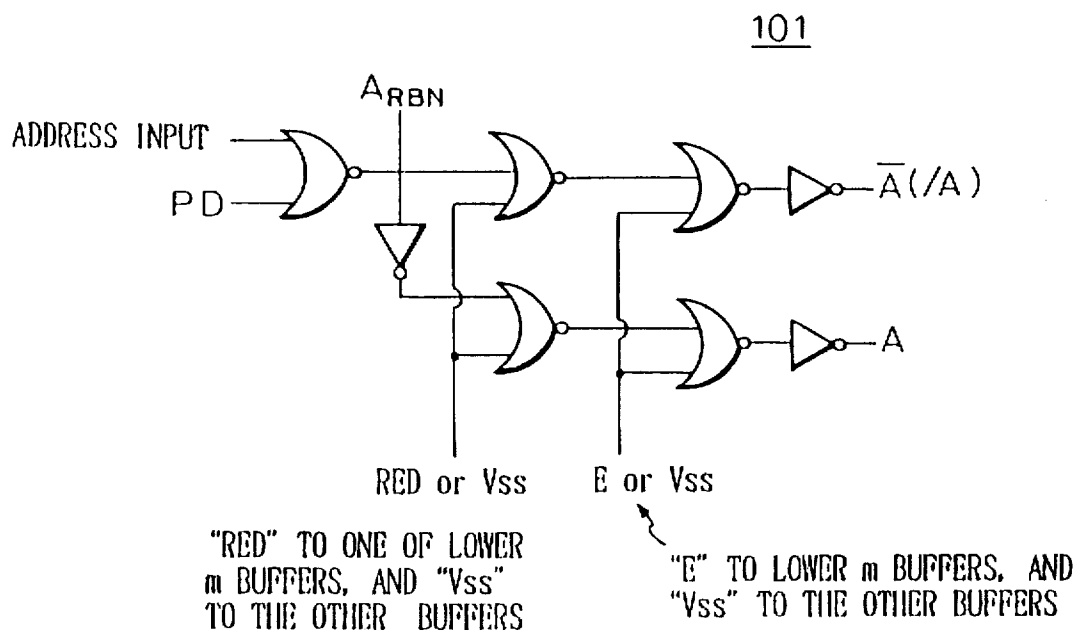 101
A RBN
ADDRESS INPUT
PD
A̅(/A)
A
RED or Vss
E or Vss
"RED" TO ONE OF LOWER
m BUFFERS, AND "Vss"
TO THE OTHER BUFFERS
"E" TO LOWER m BUFFERS, AND
"Vss" TO THE OTHER BUFFERS